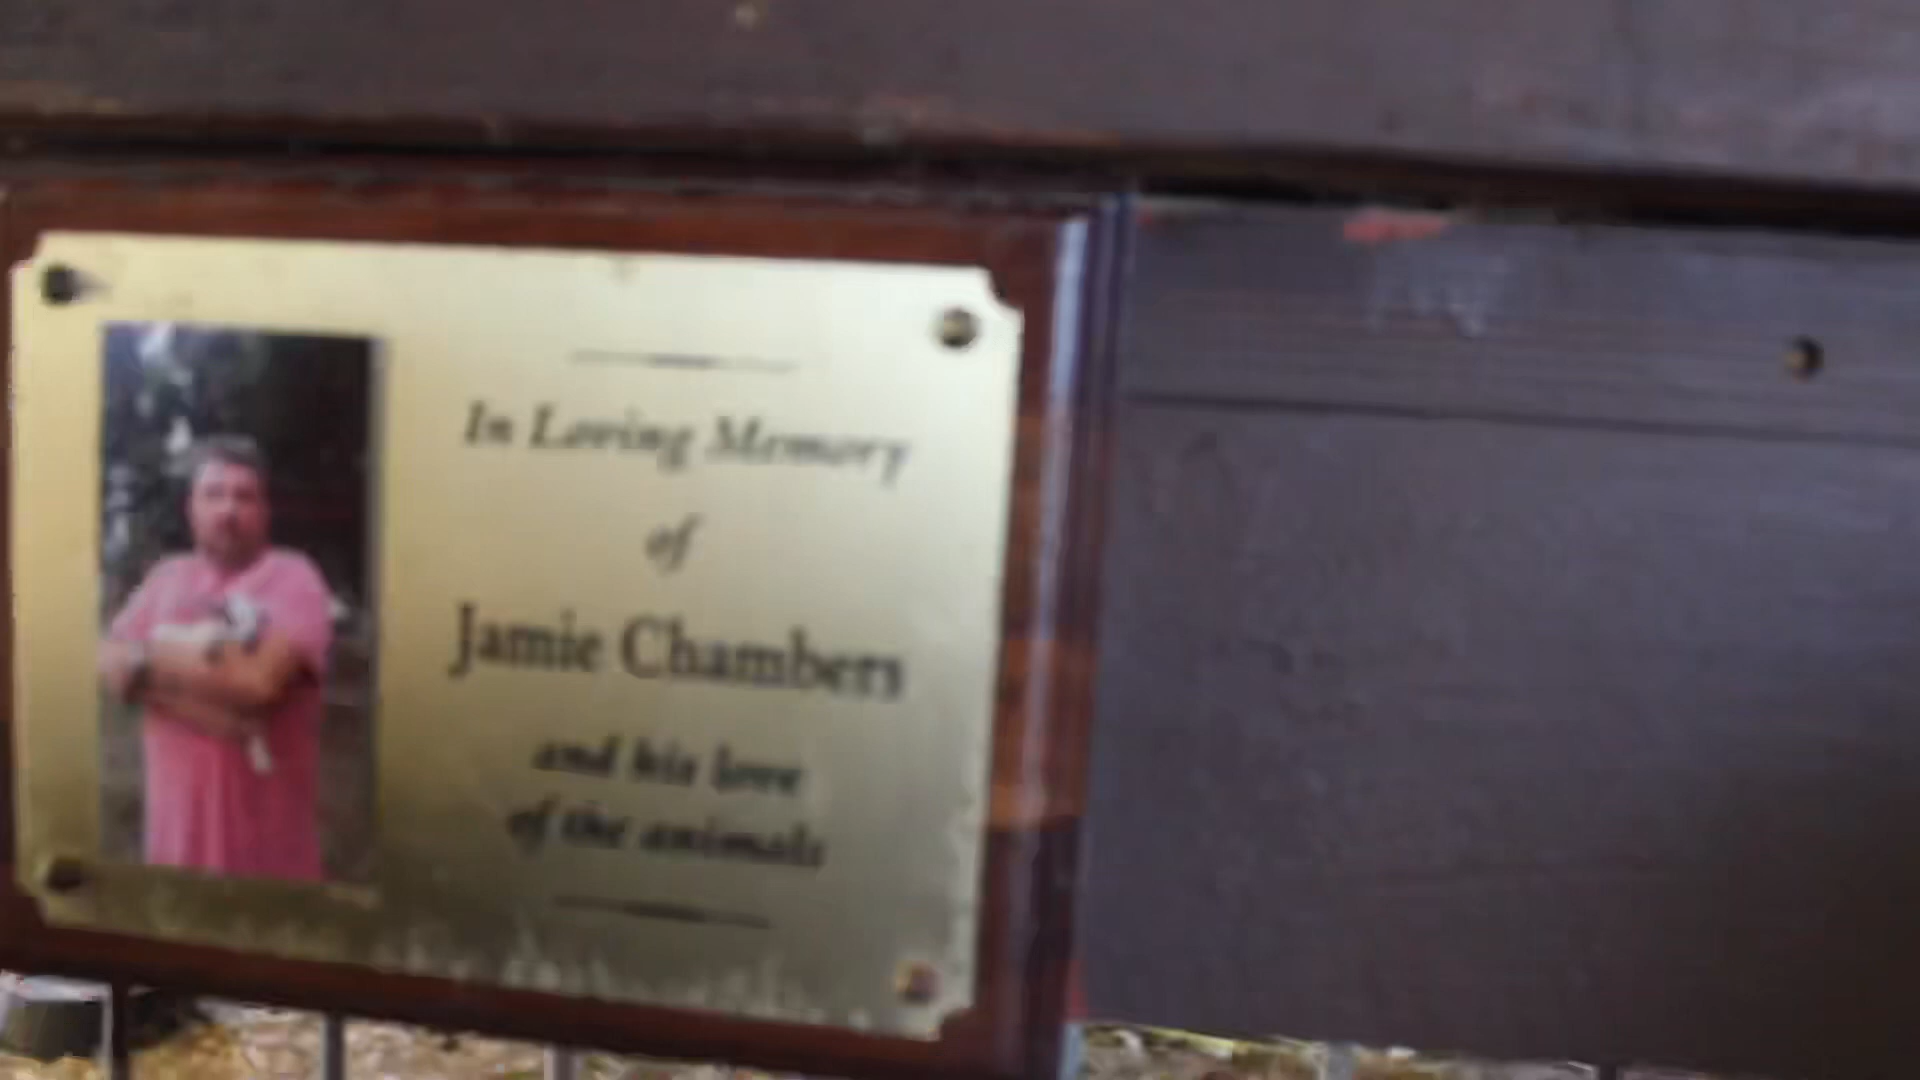 In Loving Memory
of
Jamie Chambers
and his love
of the animals